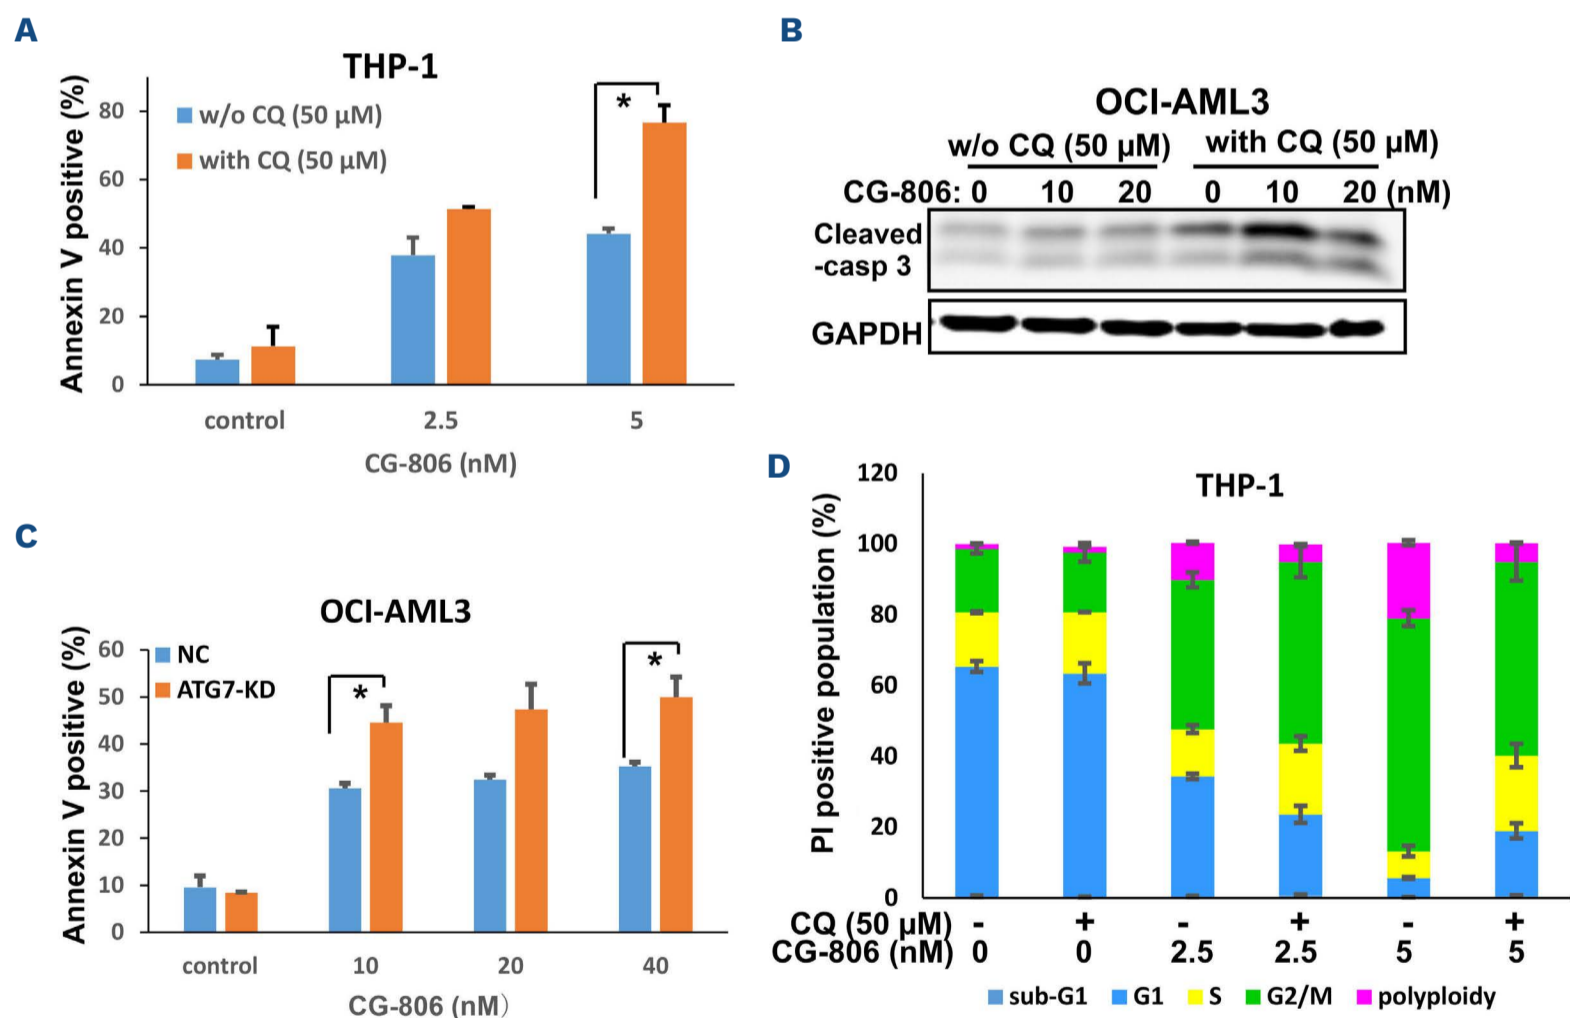 A
THP-1
Annexin V positive (%)
80
60
40
20
0
w/o CQ (50 µM)
with CQ (50 µM)
*
control 2.5 5
CG-806 (nM)
B
OCI-AML3
w/o CQ (50 µM) with CQ (50 µM)
CG-806: 0 10 20 0 10 20 (nM)
Cleaved
-casp 3
GAPDH
C
OCI-AML3
Annexin V positive (%)
60
50
40
30
20
10
0
NC
ATG7-KD
*
*
control 10 20 40
CG-806 (nM）
D
THP-1
PI positive population (%)
120
100
80
60
40
20
0
CQ (50 µM) - + - + - +
CG-806 (nM) 0 0 2.5 2.5 5 5
sub-G1 G1 S G2/M polyploidy